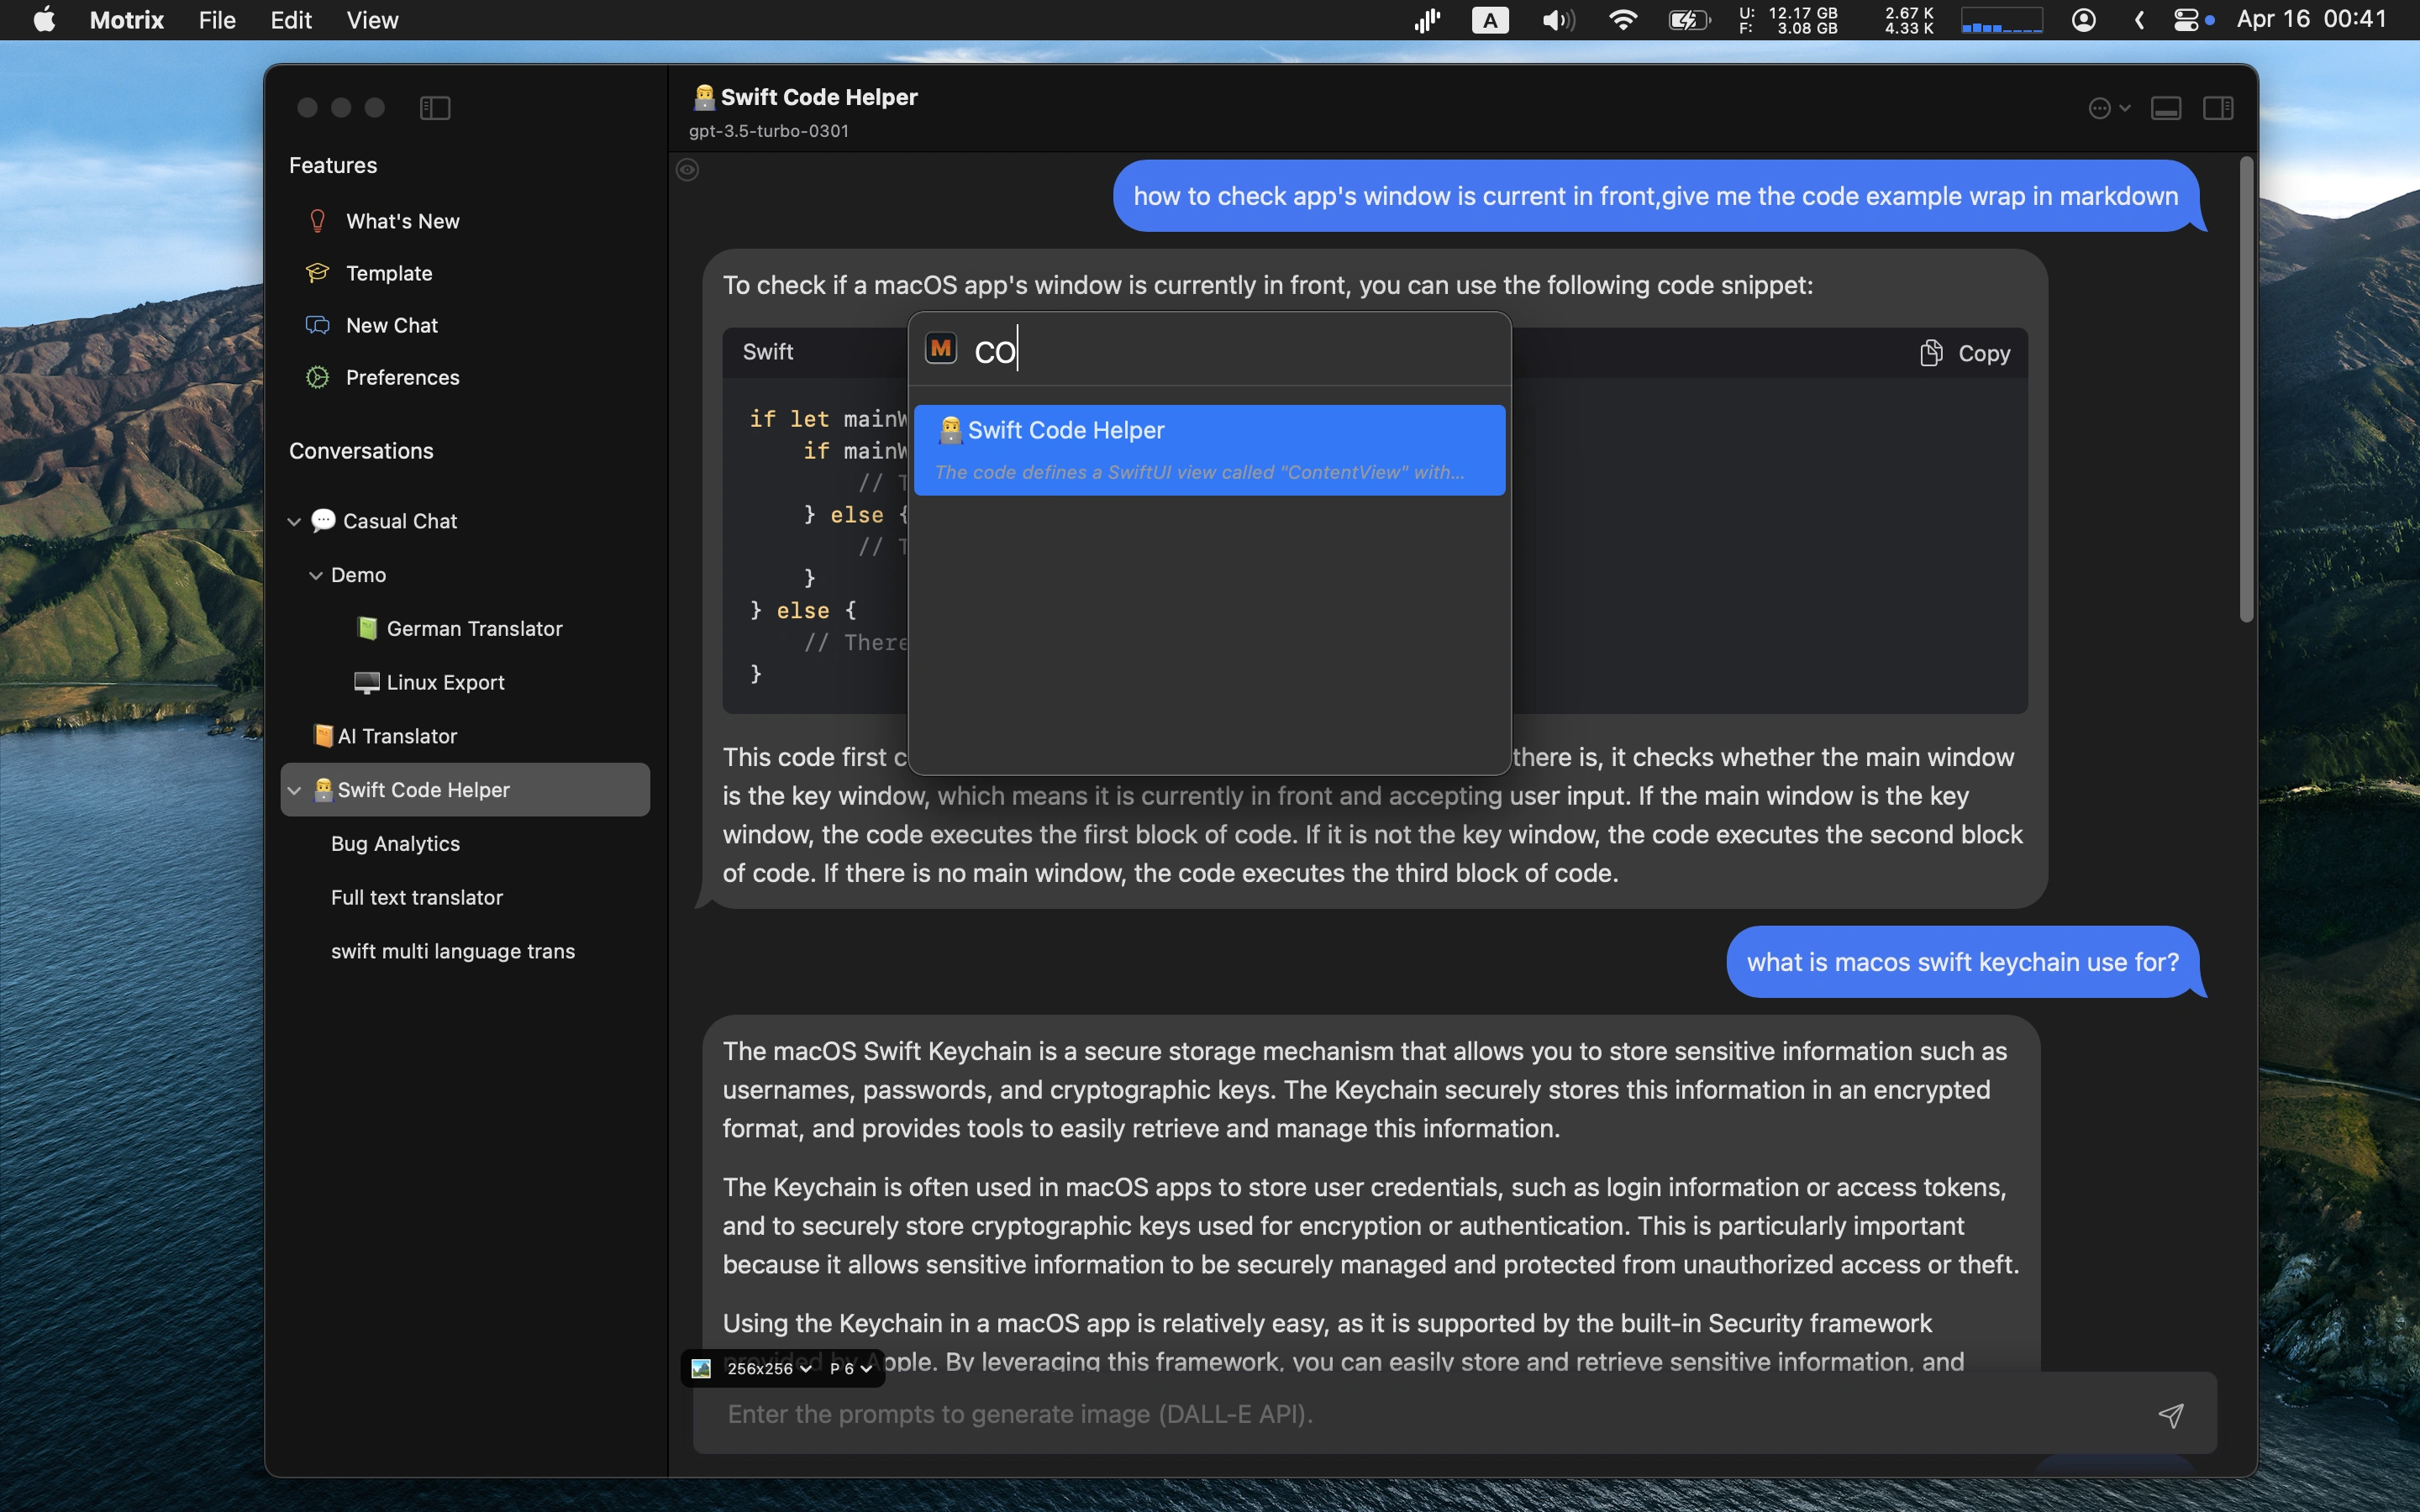 Motrix File Edit View
A U: 12.17 GB 2.67 K Apr 16 00:41
F: 3.08 GB 4.33 K
Swift Code Helper
gpt-3.5-turbo-0301
Features
What's New
Template
New Chat
Preferences
Conversations
Casual Chat
Demo
German Translator
Linux Export
AI Translator
Swift Code Helper
Bug Analytics
Full text translator
swift multi language trans
how to check app's window is current in front,give me the code example wrap in markdown
To check if a macOS app's window is currently in front, you can use the following code snippet:
Swift
Copy
M CO
Swift Code Helper
The code defines a SwiftUI view called "ContentView" with...
if let mainW
if mainW
// T
} else {
// T
}
} else {
// There
}
This code first c there is, it checks whether the main window
is the key window, which means it is currently in front and accepting user input. If the main window is the key
window, the code executes the first block of code. If it is not the key window, the code executes the second block
of code. If there is no main window, the code executes the third block of code.
what is macos swift keychain use for?
The macOS Swift Keychain is a secure storage mechanism that allows you to store sensitive information such as
usernames, passwords, and cryptographic keys. The Keychain securely stores this information in an encrypted
format, and provides tools to easily retrieve and manage this information.
The Keychain is often used in macOS apps to store user credentials, such as login information or access tokens,
and to securely store cryptographic keys used for encryption or authentication. This is particularly important
because it allows sensitive information to be securely managed and protected from unauthorized access or theft.
Using the Keychain in a macOS app is relatively easy, as it is supported by the built-in Security framework
provided by Apple. By leveraging this framework, you can easily store and retrieve sensitive information, and
256x256 P 6
Enter the prompts to generate image (DALL-E API).